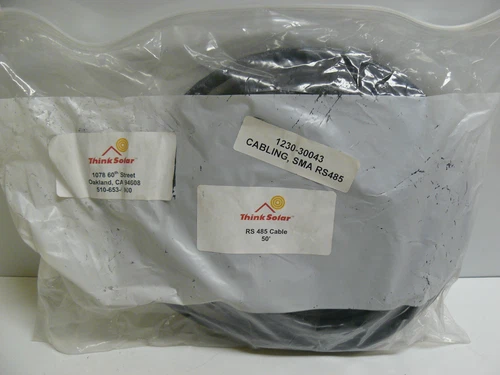 Think Solar
1078 60th Street
Oakland, CA 94608
1230-30043
CABLING, SMA RS485
Think Solar
RS 485 Cable
50'